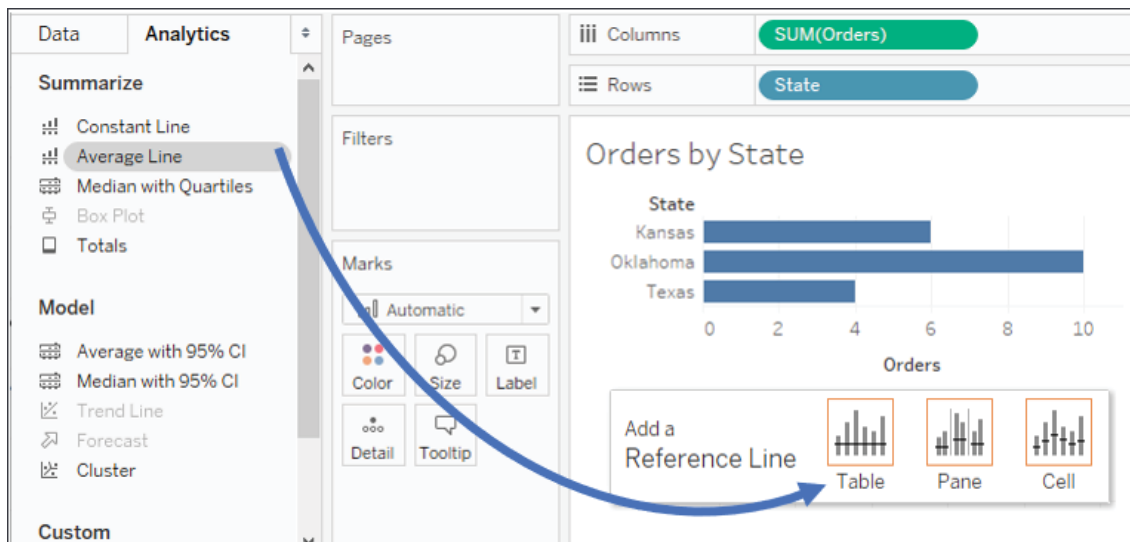 Data
Analytics
Summarize
Constant Line
Average Line
Median with Quartiles
Box Plot
Totals
Model
Average with 95% CI
Median with 95% CI
Trend Line
Forecast
Cluster
Custom
Pages
Filters
Marks
Automatic
Color
Size
Label
Detail
Tooltip
Columns
SUM(Orders)
Rows
State
Orders by State
State
Kansas
Oklahoma
Texas
0 2 4 6 8 10
Orders
Add a
Reference Line
Table
Pane
Cell